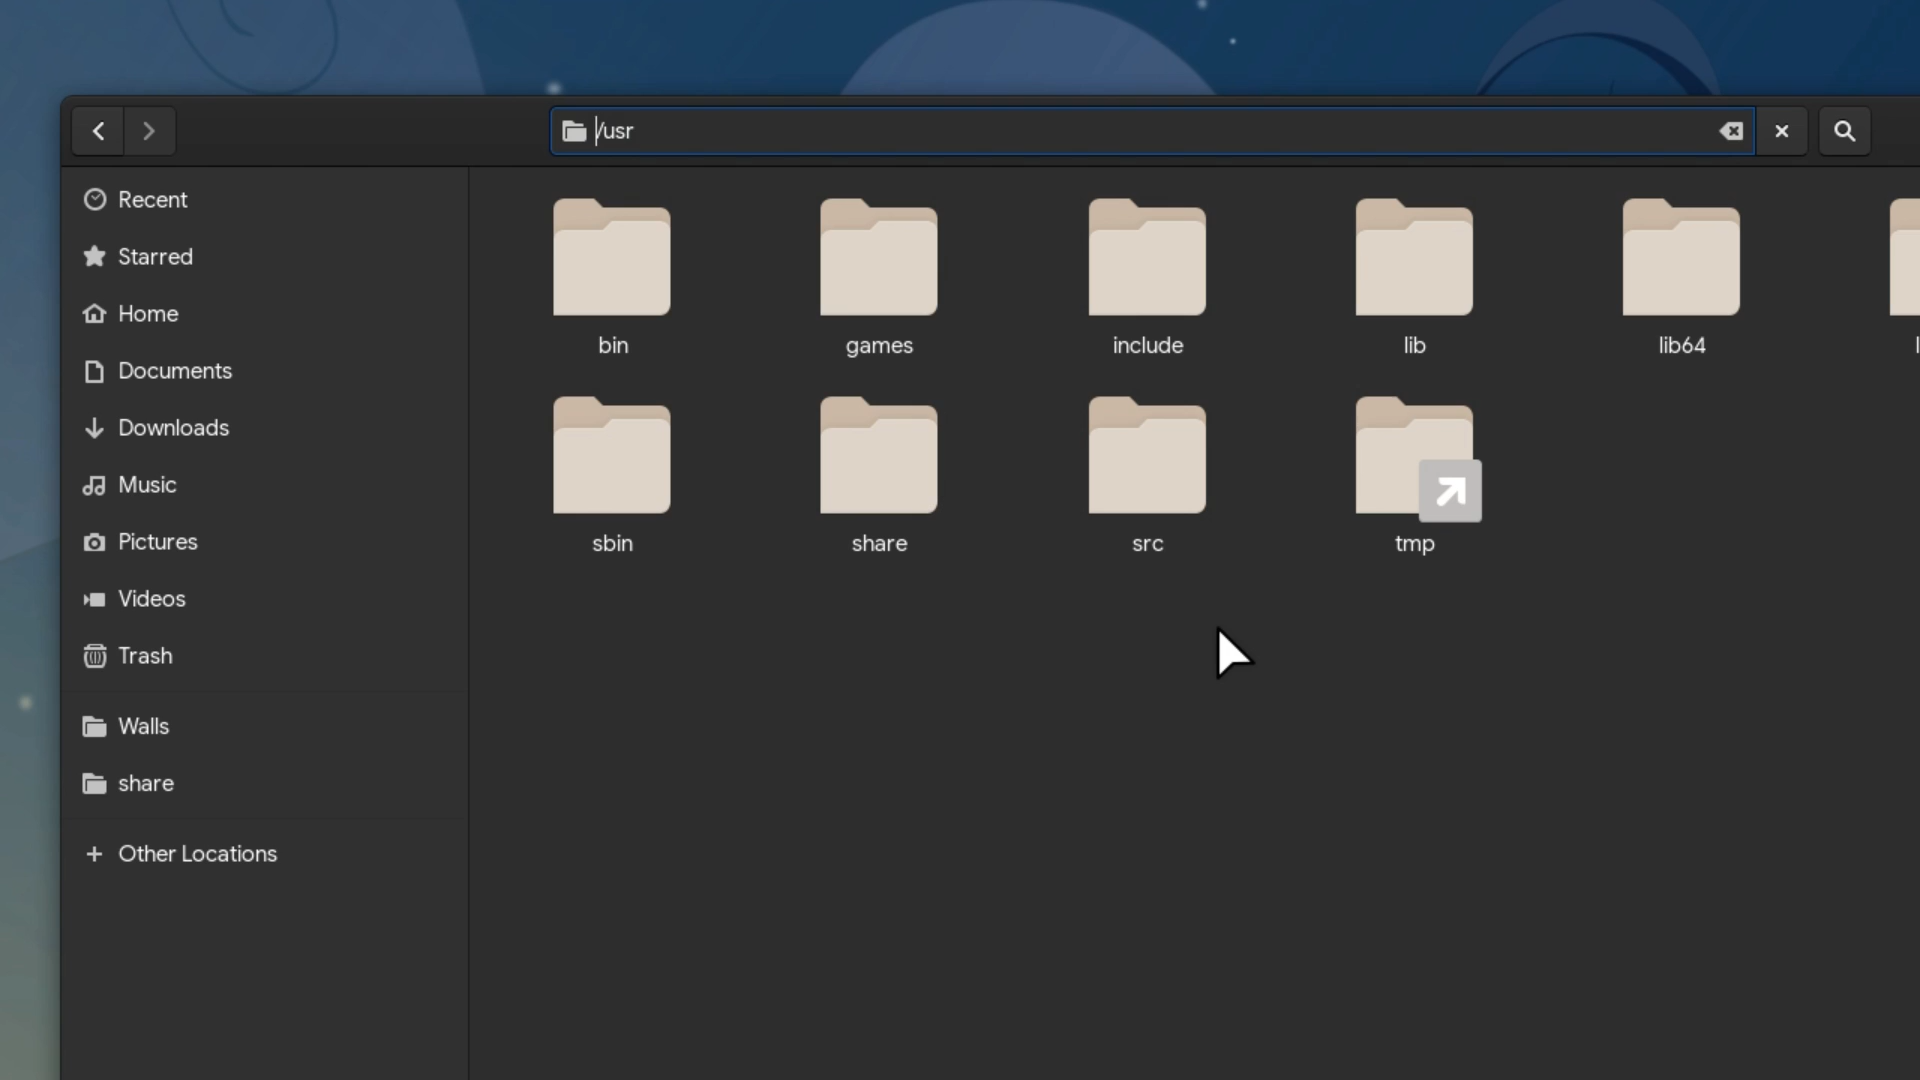 /usr
Recent
Starred
Home
Documents
Downloads
Music
Pictures
Videos
Trash
Walls
share
Other Locations
bin
games
include
lib
lib64
sbin
share
src
tmp